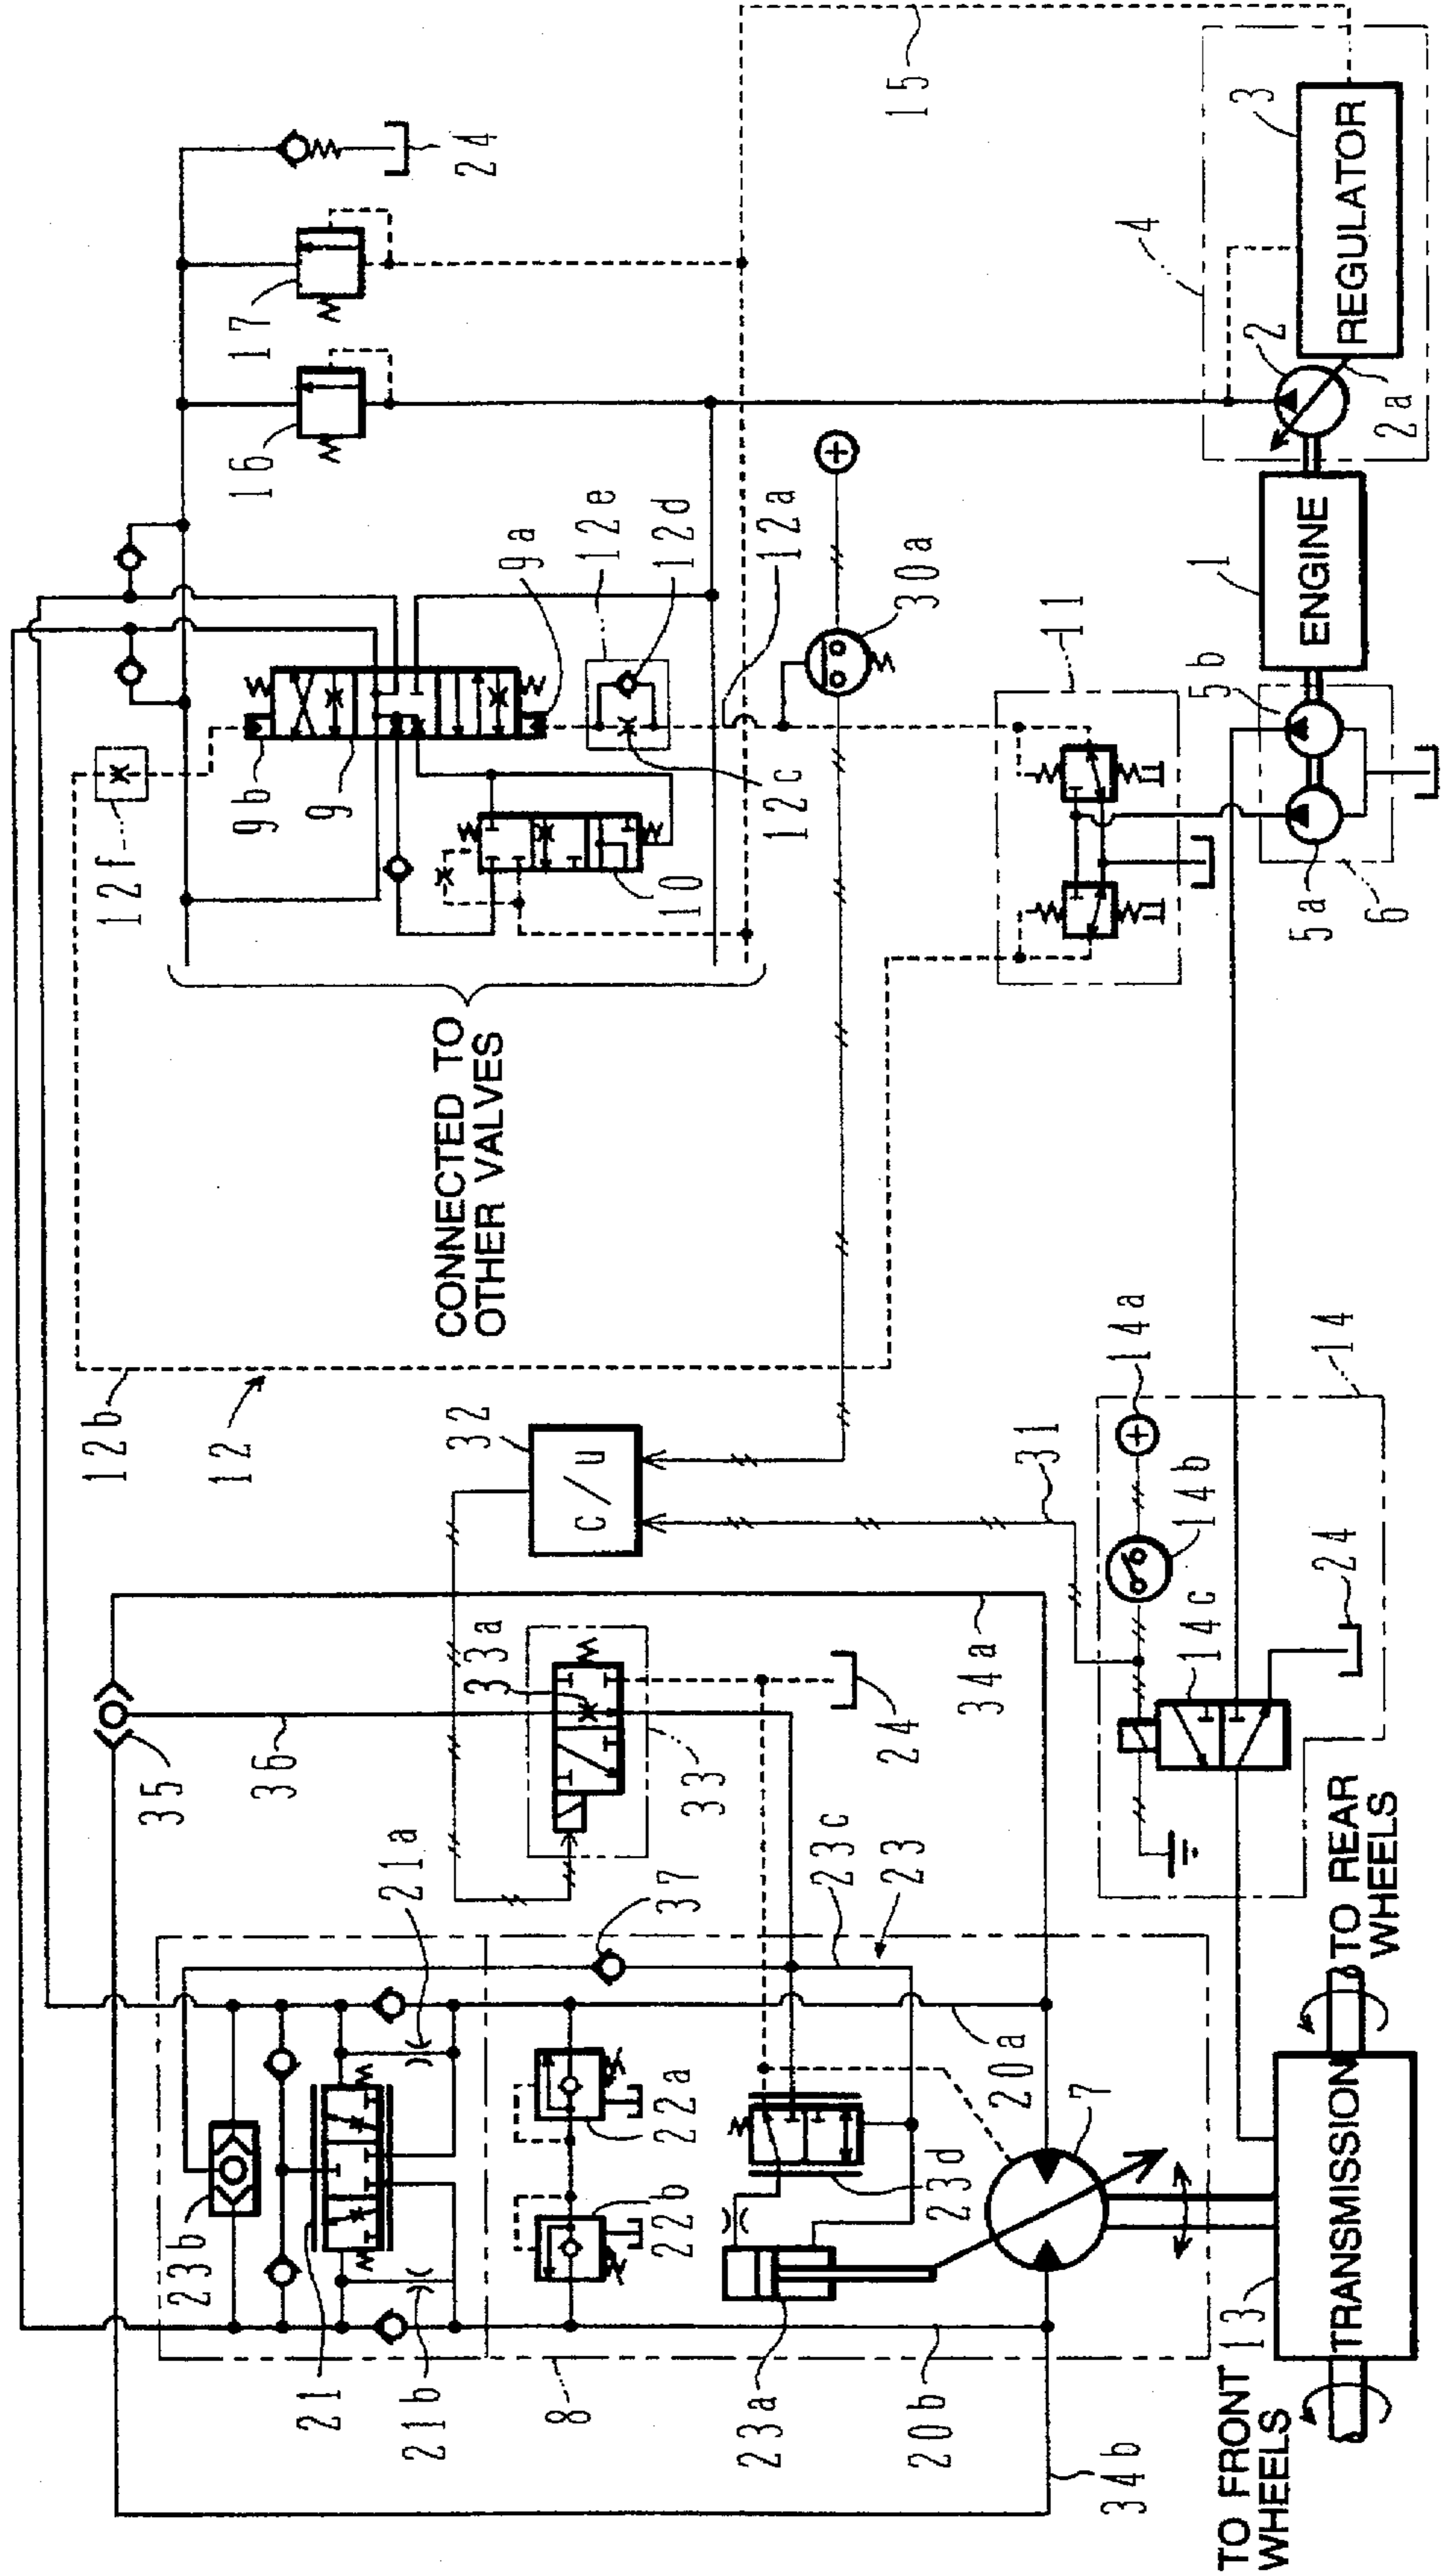 12f
9b
9
16
17
24
12e
9a
12d
12a
12c
10
30a
15
CONNECTED TO
OTHER VALVES
12b
12
11
4
3
REGULATOR
2
2a
1
ENGINE
5b
5a
6
32
c/u
31
14a
14b
14c
14
24
35
36
33a
33
24
34a
21a
37
23c
23
23b
21
21b
22a
22b
8
23a
23d
20a
20b
7
34b
13
TRANSMISSION
TO REAR
WHEELS
TO FRONT
WHEELS